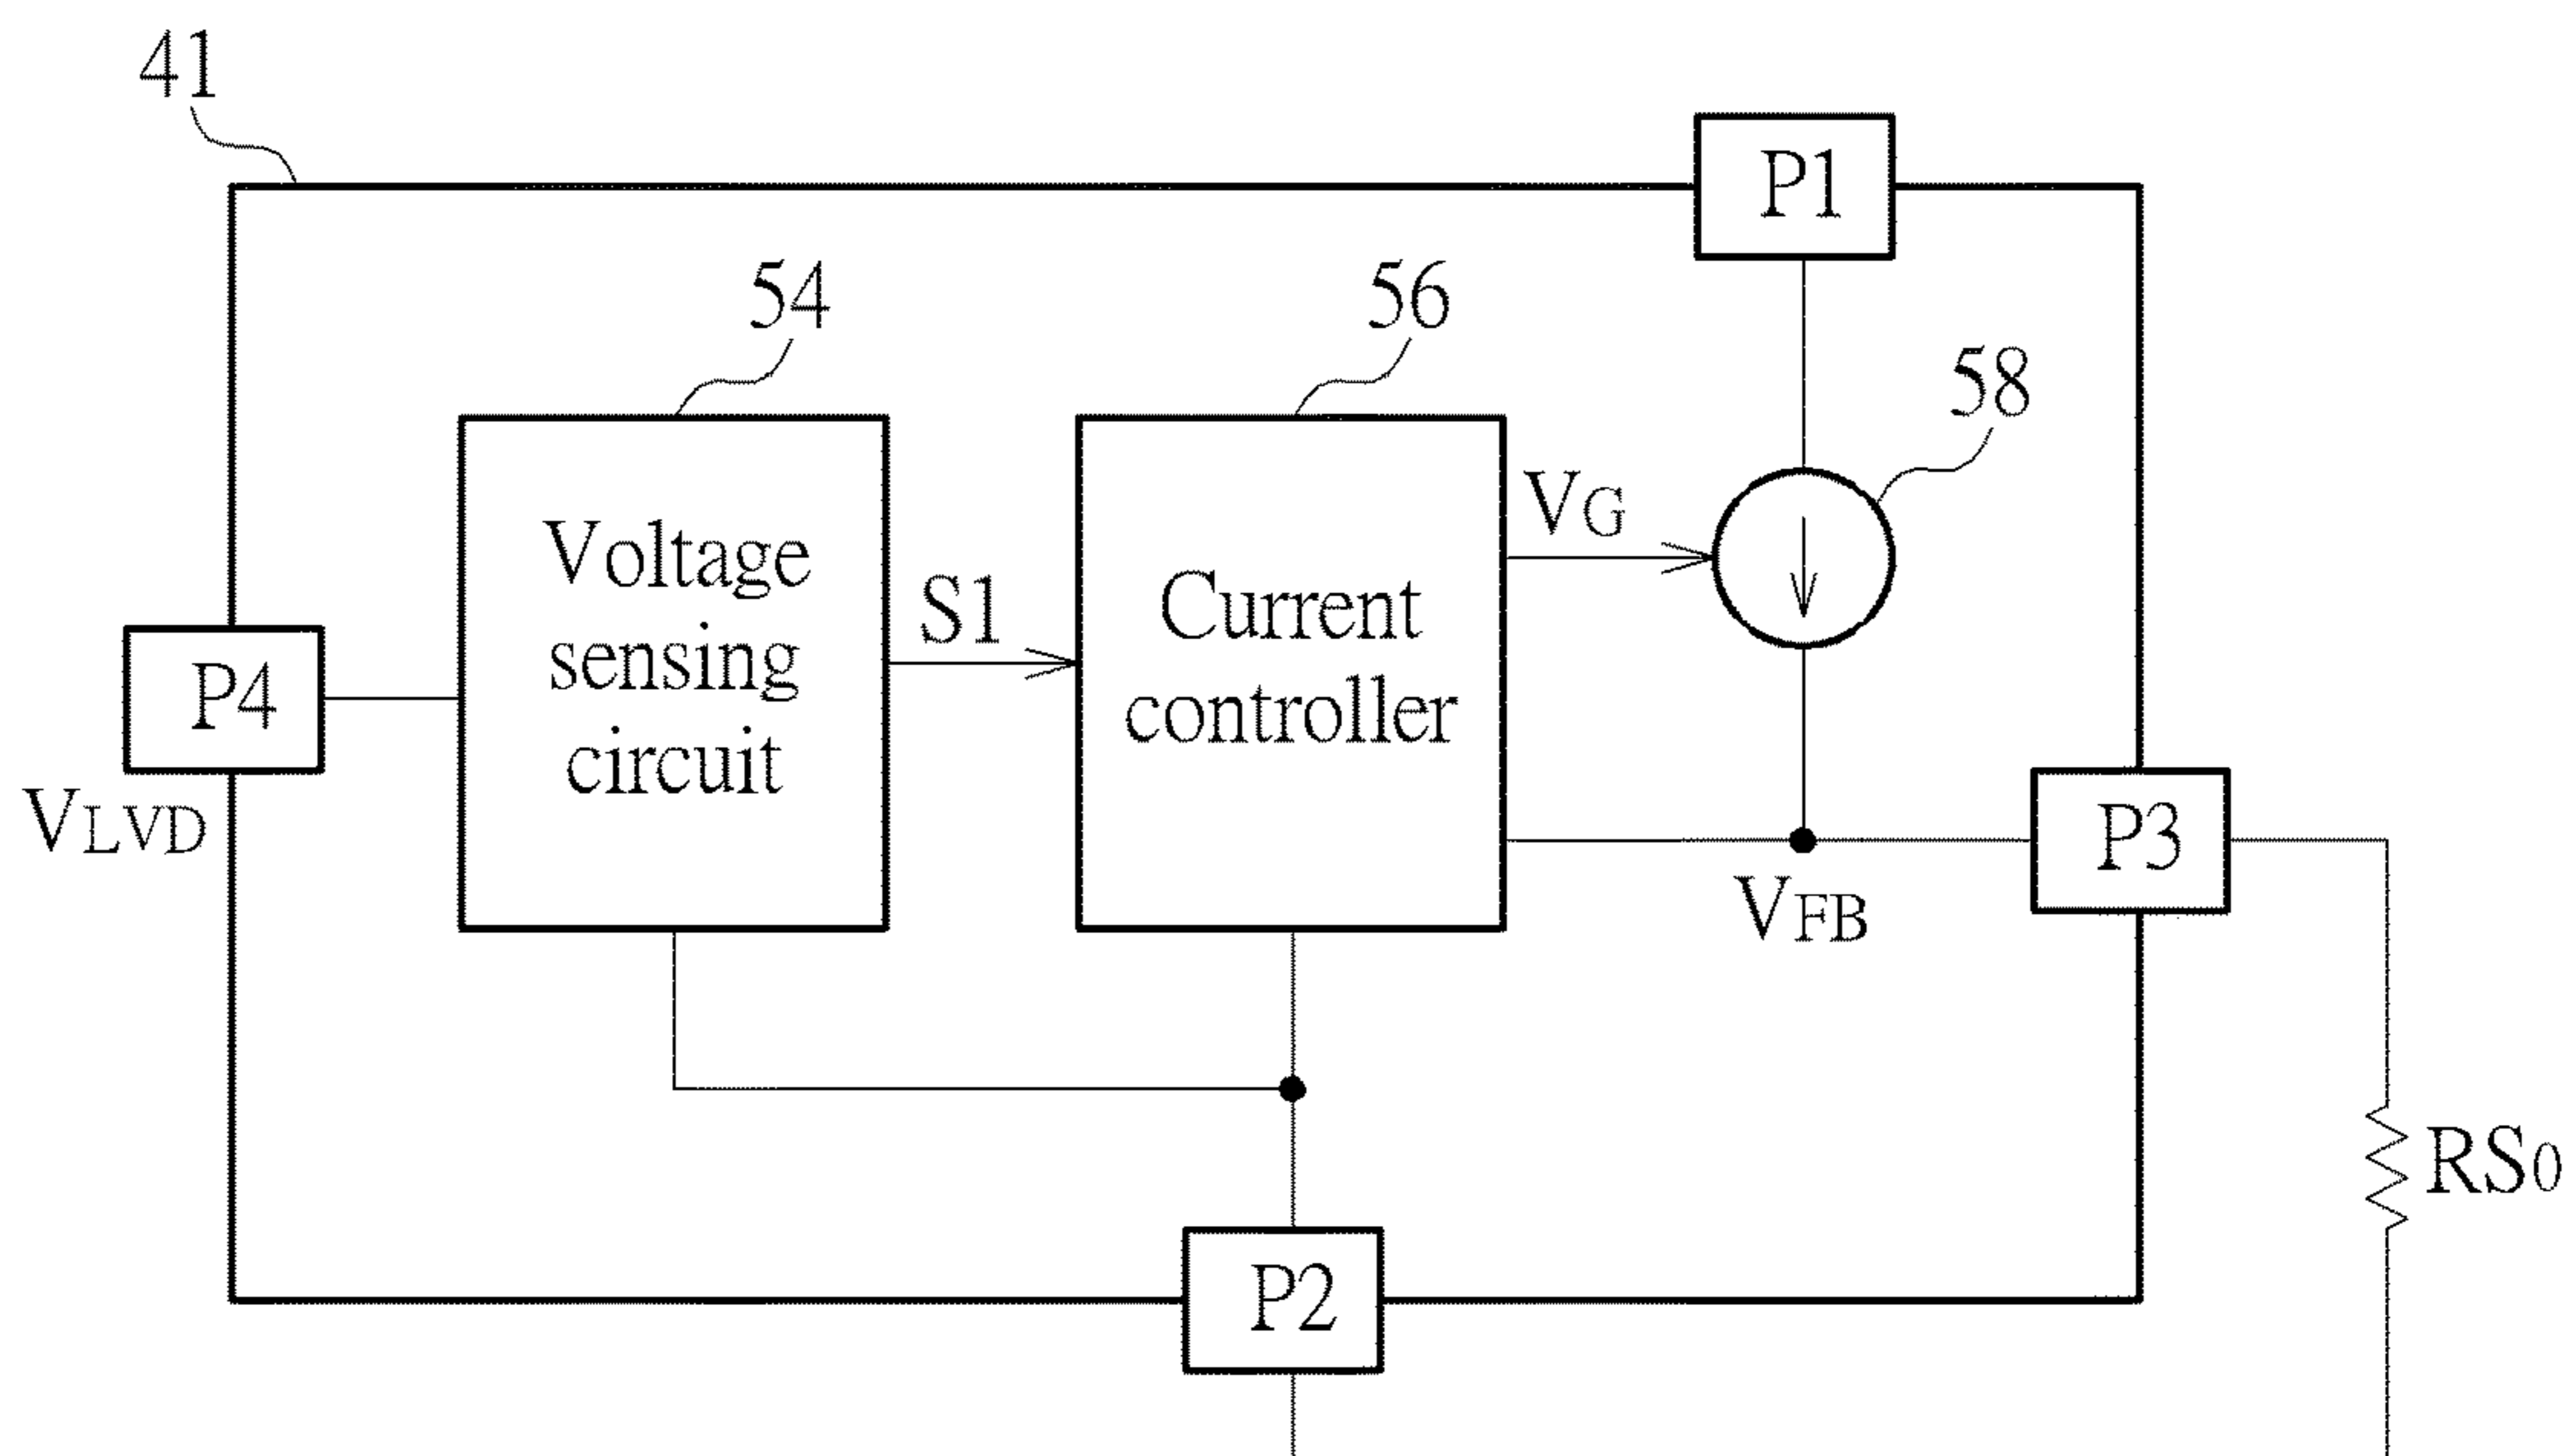 41
P1
54
56
58
Voltage
sensing
circuit
S1
Current
controller
VG
P4
VLVD
P3
VFB
RS0
P2